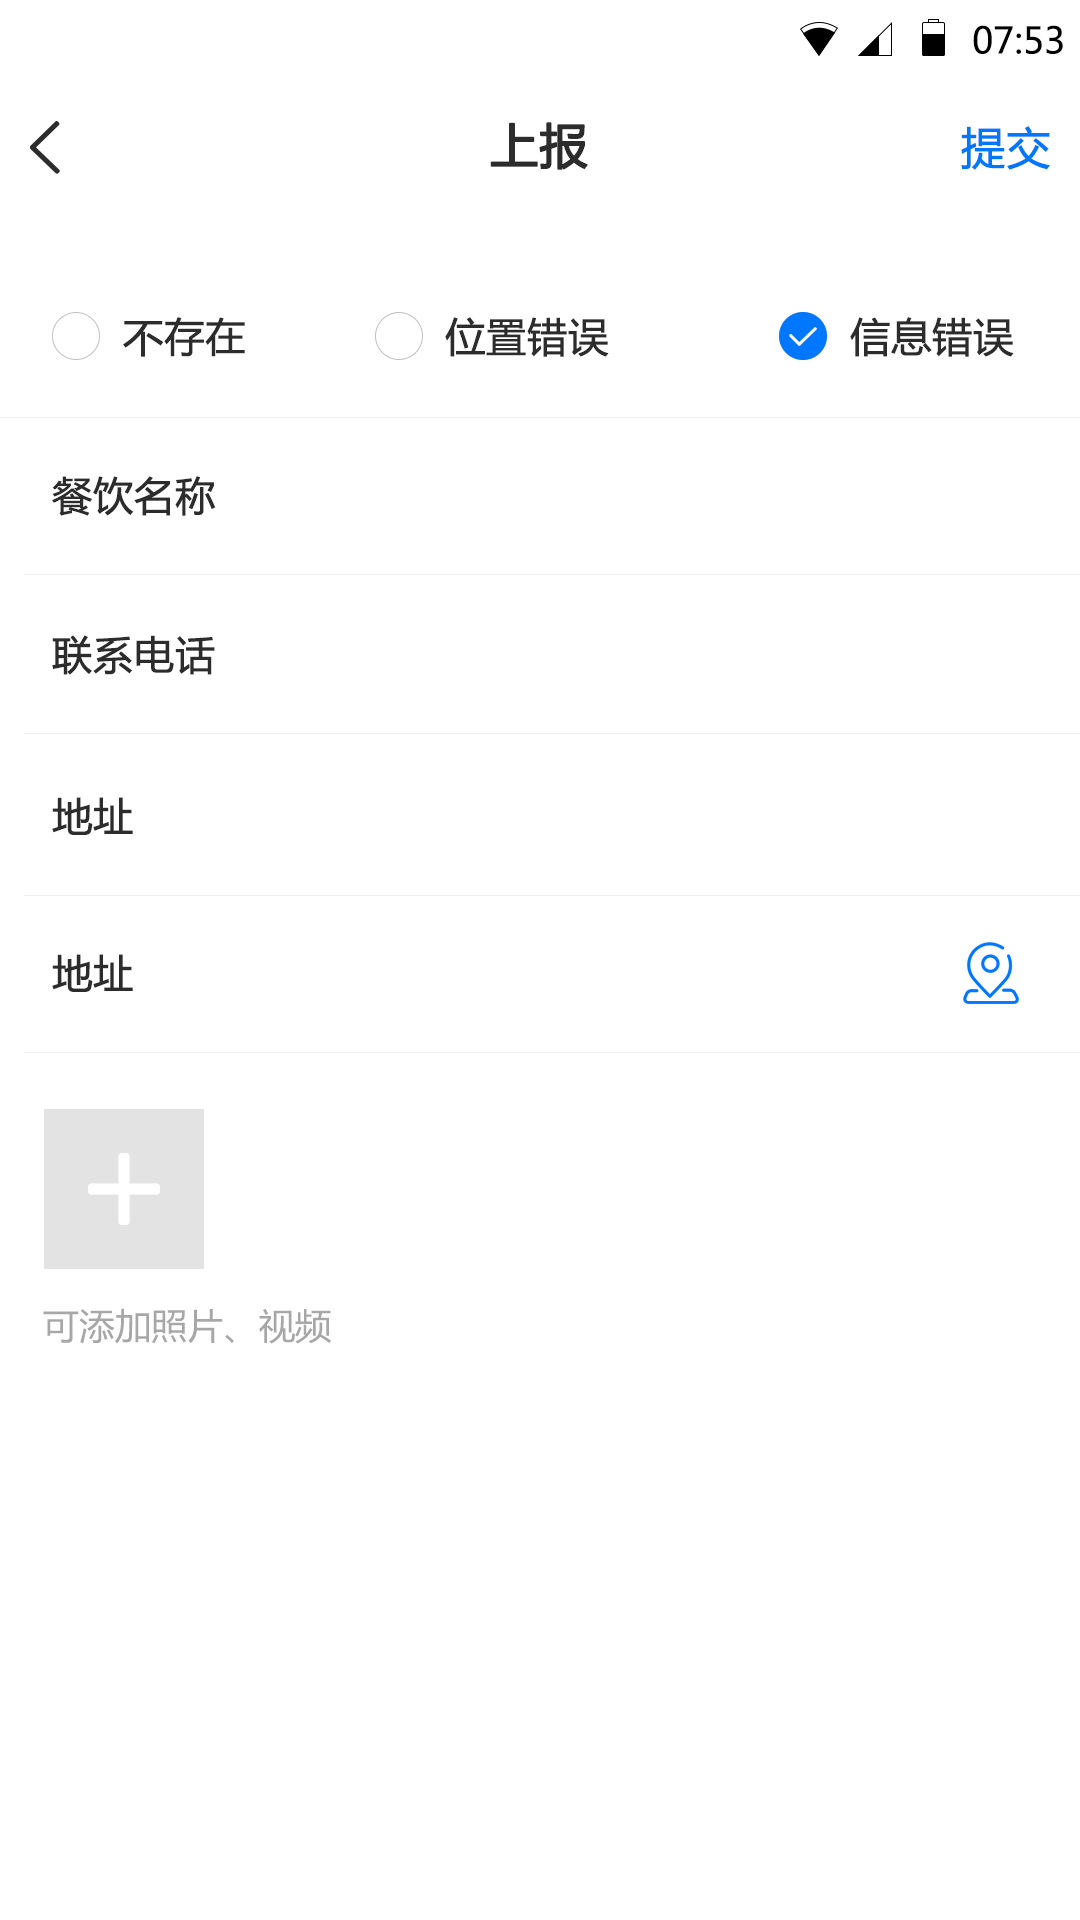 07:53
上报
提交
不存在 位置错误 信息错误
餐饮名称
联系电话
地址
地址
可添加照片、视频